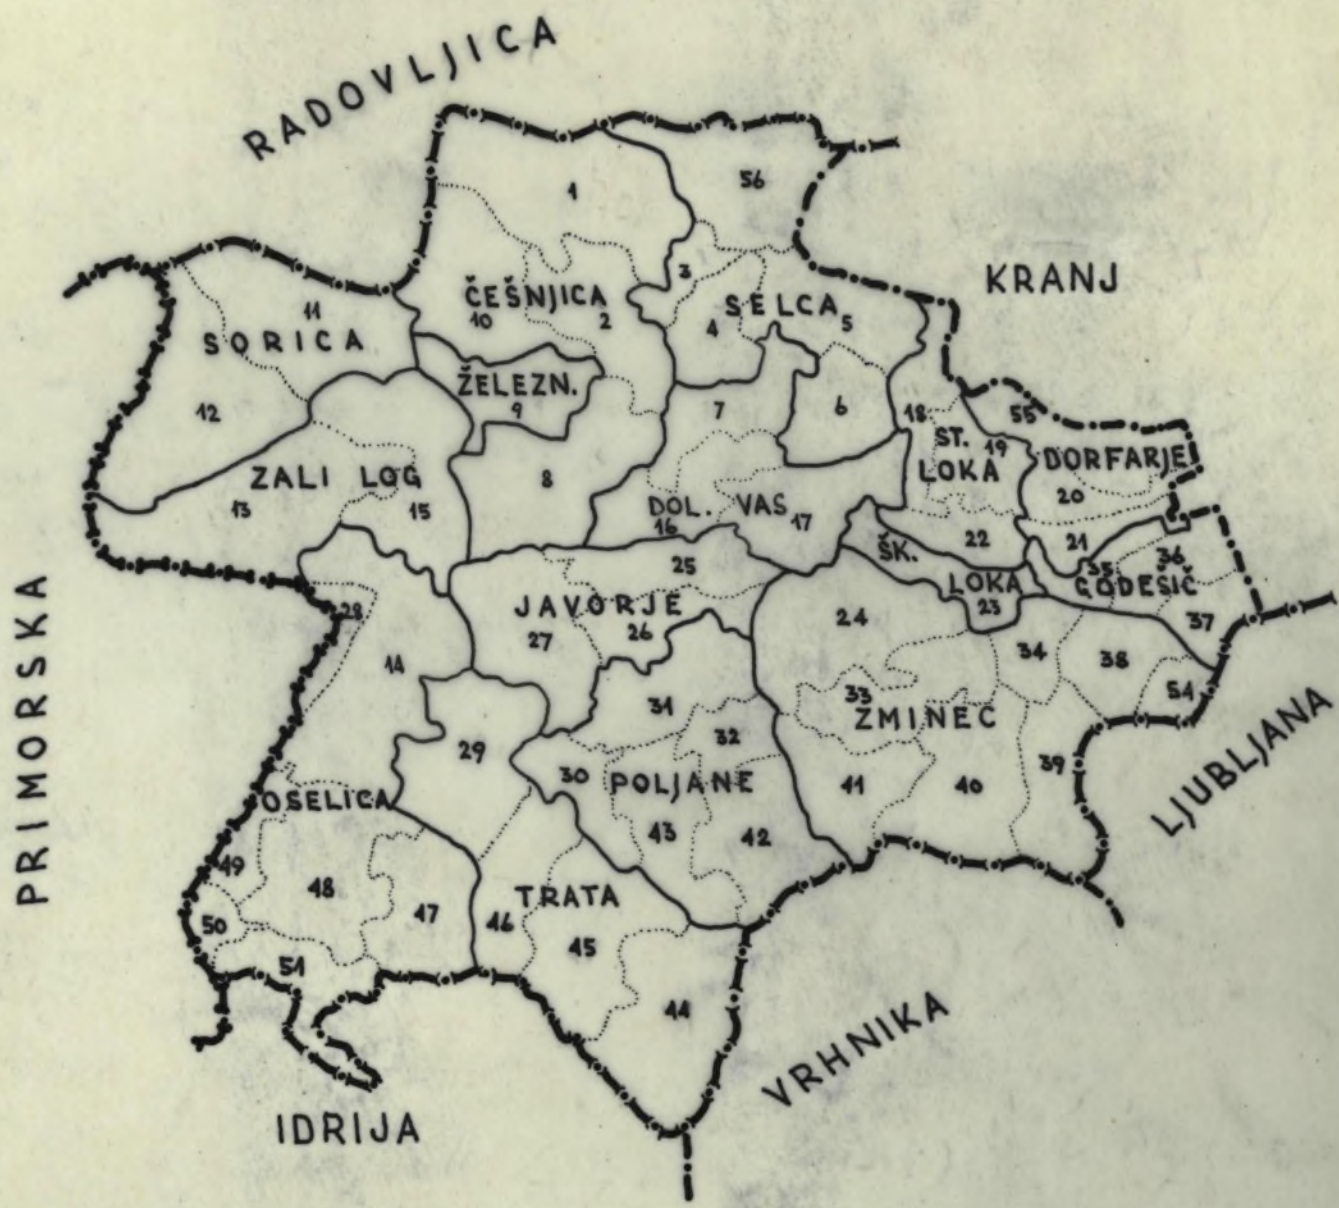 RADOVLJICA
1
56
KRANJ
3
ČEŠNJICA
10
2
SELCA
4
5
11
SORICA
12
ŽELEZN.
9
7
6
18
55
ST.
LOKA
19
DORFARJE
20
ZALI LOG
13
15
8
DOL. VAS
16
17
22
21
ŠK.
LOKA
23
35
36
GODEŠIČ
37
25
JAVORJE
27
26
24
34
38
54
28
14
PRIMORSKA
31
32
33
ŽMINEC
29
30
POLJANE
43
42
41
40
39
LJUBLJANA
OSELICA
49
48
47
46
TRATA
45
50
51
44
VRHNIKA
IDRIJA